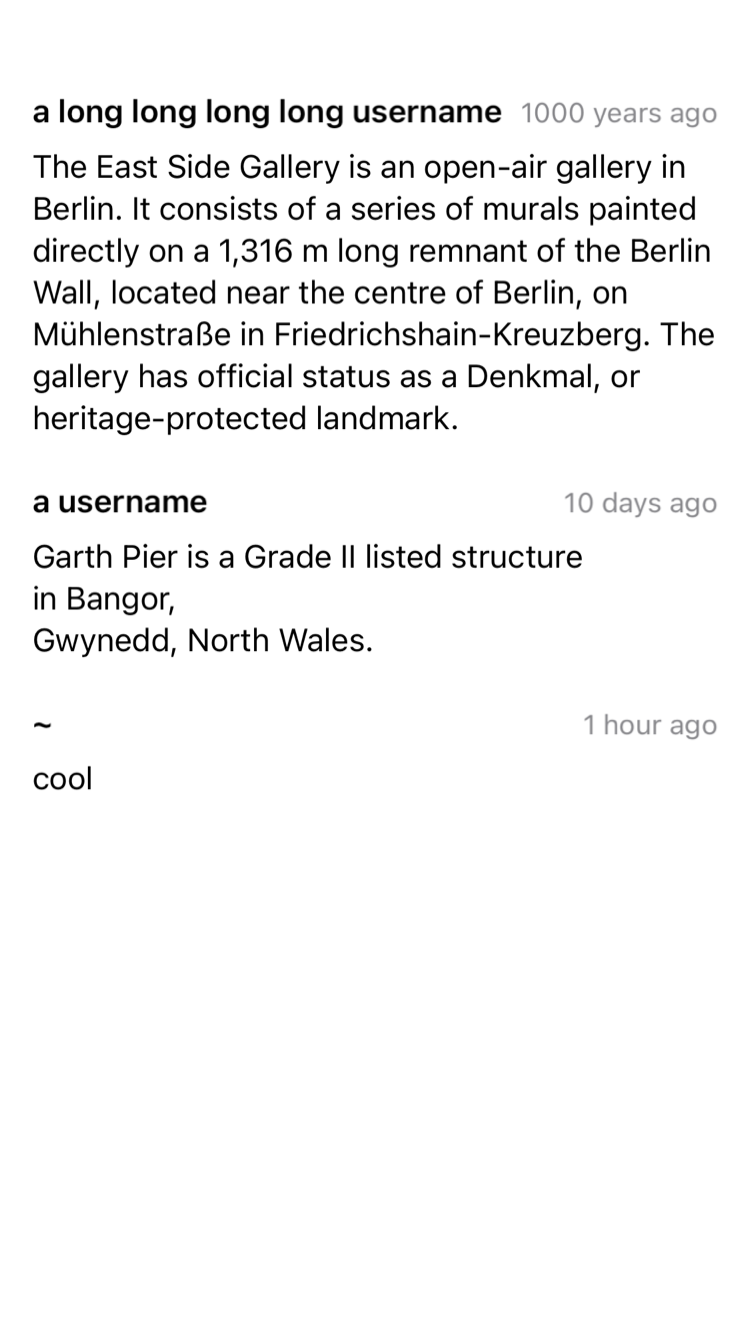 a long long long long username 1000 years ago
The East Side Gallery is an open-air gallery in
Berlin. It consists of a series of murals painted
directly on a 1,316 m long remnant of the Berlin
Wall, located near the centre of Berlin, on
Mühlenstraße in Friedrichshain-Kreuzberg. The
gallery has official status as a Denkmal, or
heritage-protected landmark.
a username 10 days ago
Garth Pier is a Grade II listed structure
in Bangor,
Gwynedd, North Wales.
~ 1 hour ago
cool